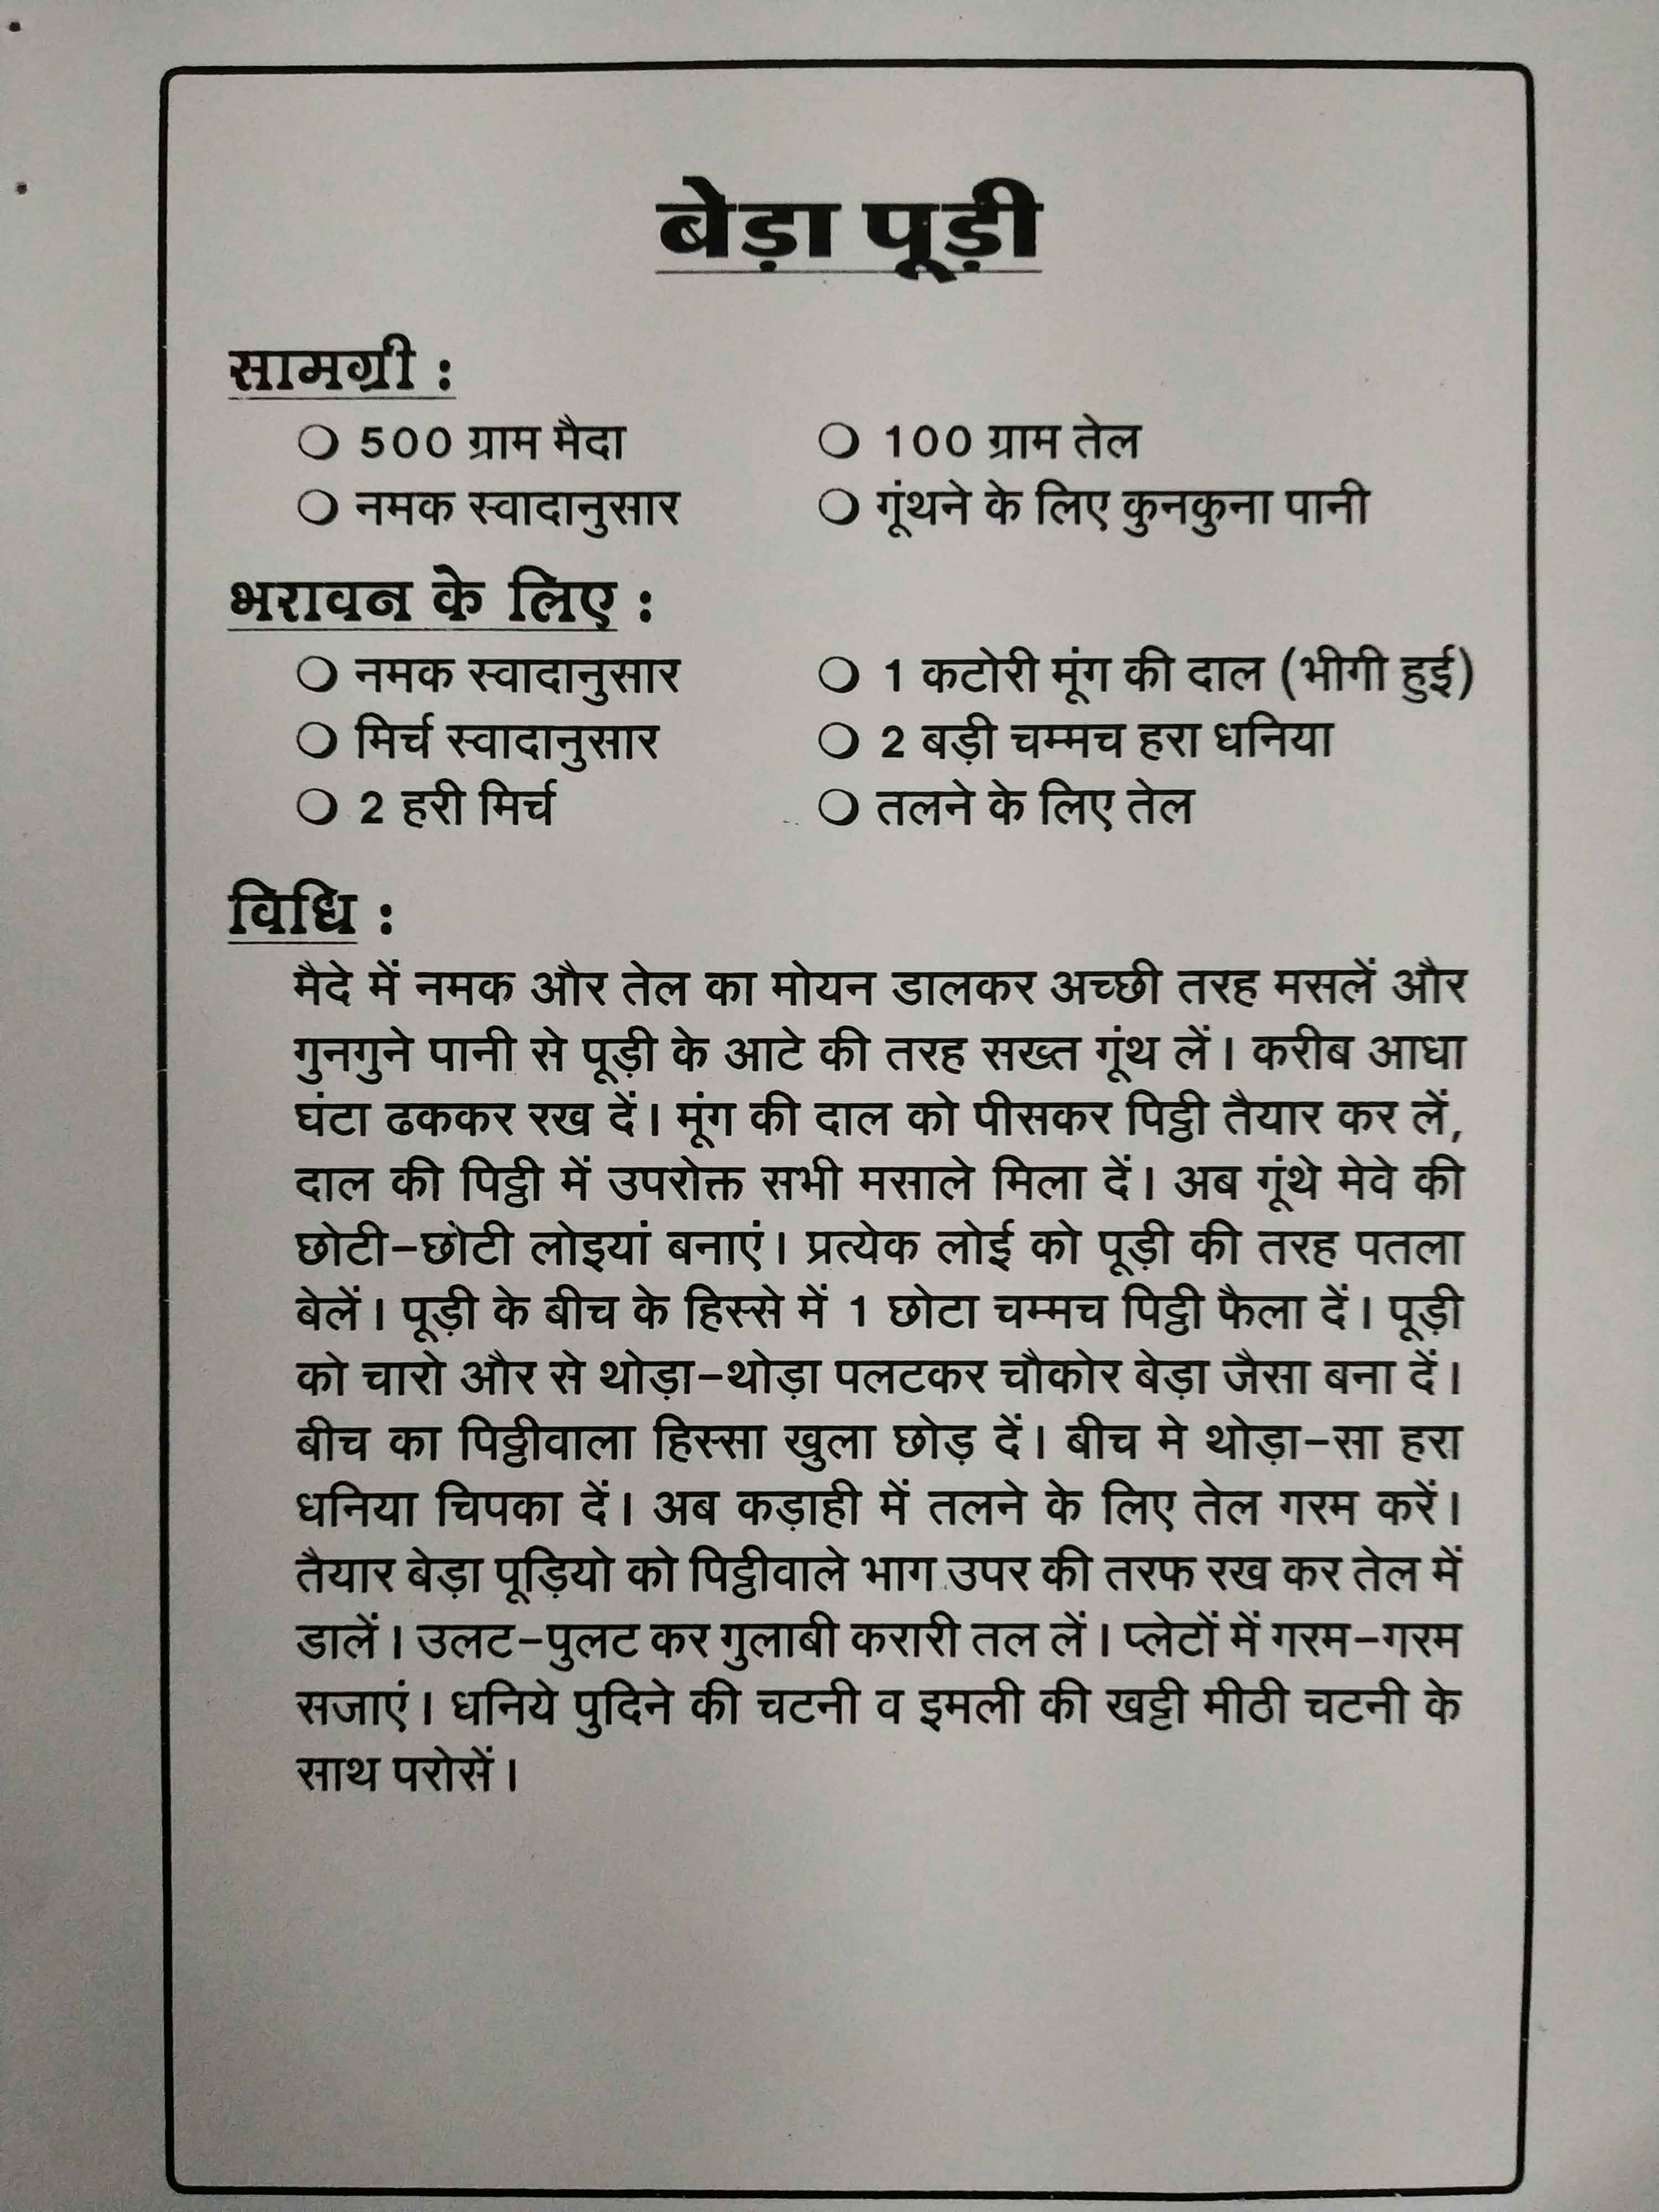 बेड़ा पूड़ी
सामग्री :
❍ 500 ग्राम मैदा ❍ 100 ग्राम तेल
❍ नमक स्वादानुसार ❍ गूंथने के लिए कुनकुना पानी
भरावन के लिए :
❍ नमक स्वादानुसार ❍ 1 कटोरी मूंग की दाल (भीगी हुई)
❍ मिर्च स्वादानुसार ❍ 2 बड़ी चम्मच हरा धनिया
❍ 2 हरी मिर्च ❍ तलने के लिए तेल
विधि :
मैदे में नमक और तेल का मोयन डालकर अच्छी तरह मसलें और
गुनगुने पानी से पूड़ी के आटे की तरह सख्त गूंथ लें। करीब आधा
घंटा ढककर रख दें। मूंग की दाल को पीसकर पिट्ठी तैयार कर लें,
दाल की पिट्ठी में उपरोक्त सभी मसाले मिला दें। अब गूंथे मेवे की
छोटी-छोटी लोइयां बनाएं। प्रत्येक लोई को पूड़ी की तरह पतला
बेलें। पूड़ी के बीच के हिस्से में 1 छोटा चम्मच पिट्ठी फैला दें। पूड़ी
को चारो और से थोड़ा-थोड़ा पलटकर चौकोर बेड़ा जैसा बना दें।
बीच का पिठ्ठीवाला हिस्सा खुला छोड़ दें। बीच मे थोड़ा-सा हरा
धनिया चिपका दें। अब कड़ाही में तलने के लिए तेल गरम करें।
तैयार बेड़ा पूड़ियो को पिट्ठीवाले भाग उपर की तरफ रख कर तेल में
डालें। उलट-पुलट कर गुलाबी करारी तल लें। प्लेटों में गरम-गरम
सजाएं। धनिये पुदिने की चटनी व इमली की खट्टी मीठी चटनी के
साथ परोसें।